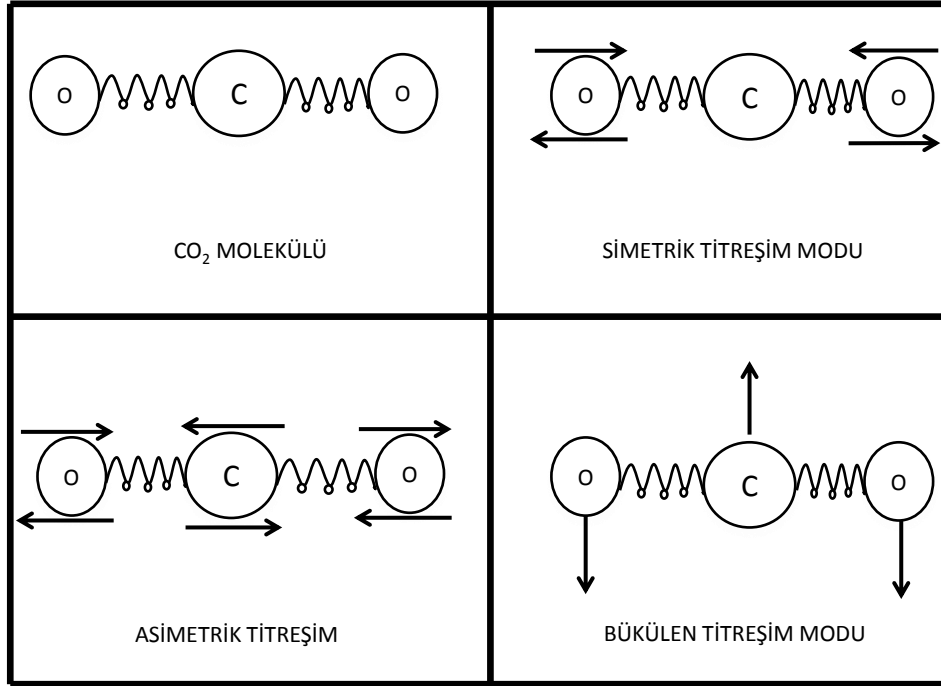 O C O
CO₂ MOLEKÜLÜ
O C O
SİMETRİK TİTREŞİM MODU
O C O
ASİMETRİK TİTREŞİM
O C O
BÜKÜLEN TİTREŞİM MODU